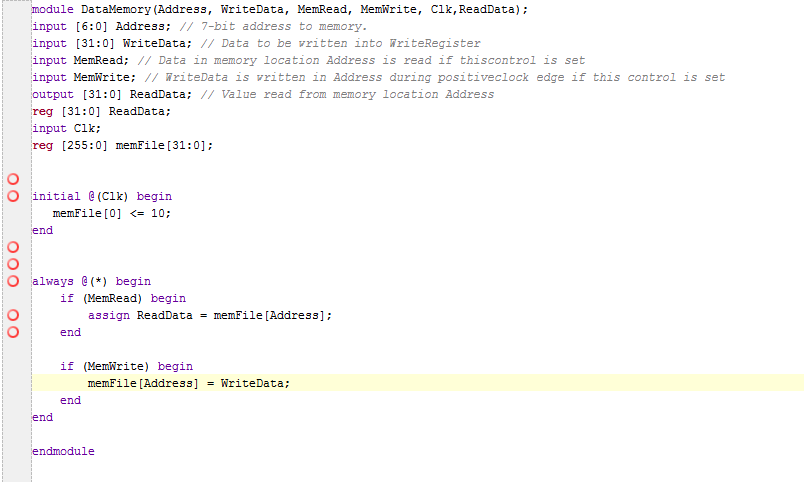 module DataMemory(Address, WriteData, MemRead, MemWrite, Clk,ReadData);
input [6:0] Address; // 7-bit address to memory.
input [31:0] WriteData; // Data to be written into WriteRegister
input MemRead; // Data in memory location Address is read if thiscontrol is set
input MemWrite; // WriteData is written in Address during positiveclock edge if this control is set
output [31:0] ReadData; // Value read from memory location Address
reg [31:0] ReadData;
input Clk;
reg [255:0] memFile[31:0];
initial @(Clk) begin
memFile[0] <= 10;
end
always @(*) begin
if (MemRead) begin
assign ReadData = memFile[Address];
end
if (MemWrite) begin
memFile[Address] = WriteData;
end
end
endmodule